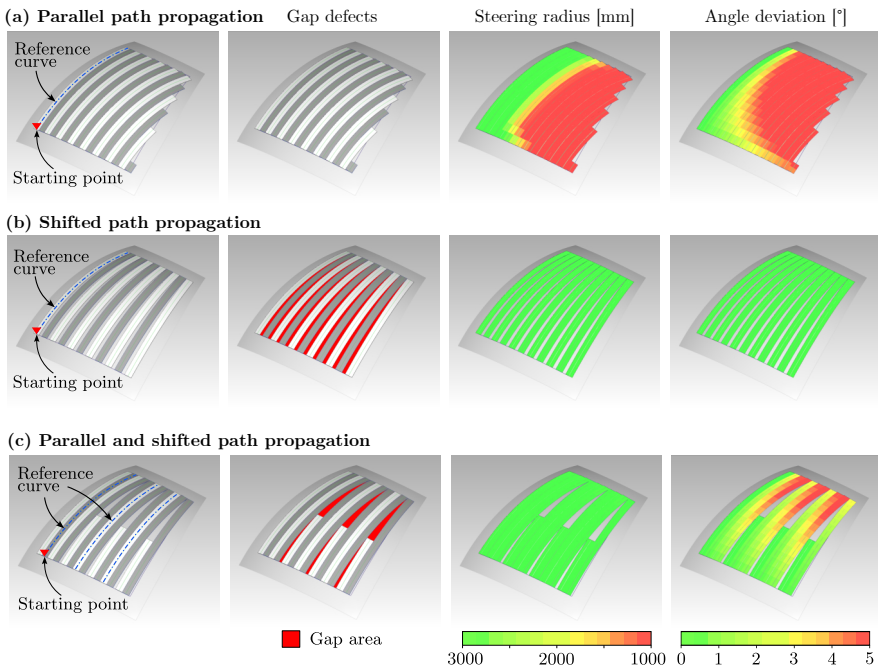 (a) Parallel path propagation
Gap defects
Steering radius [mm]
Angle deviation [°]
Reference
curve
Starting point
(b) Shifted path propagation
Reference
curve
Starting point
(c) Parallel and shifted path propagation
Reference
curve
Starting point
Gap area
3000 2000 1000
0 1 2 3 4 5